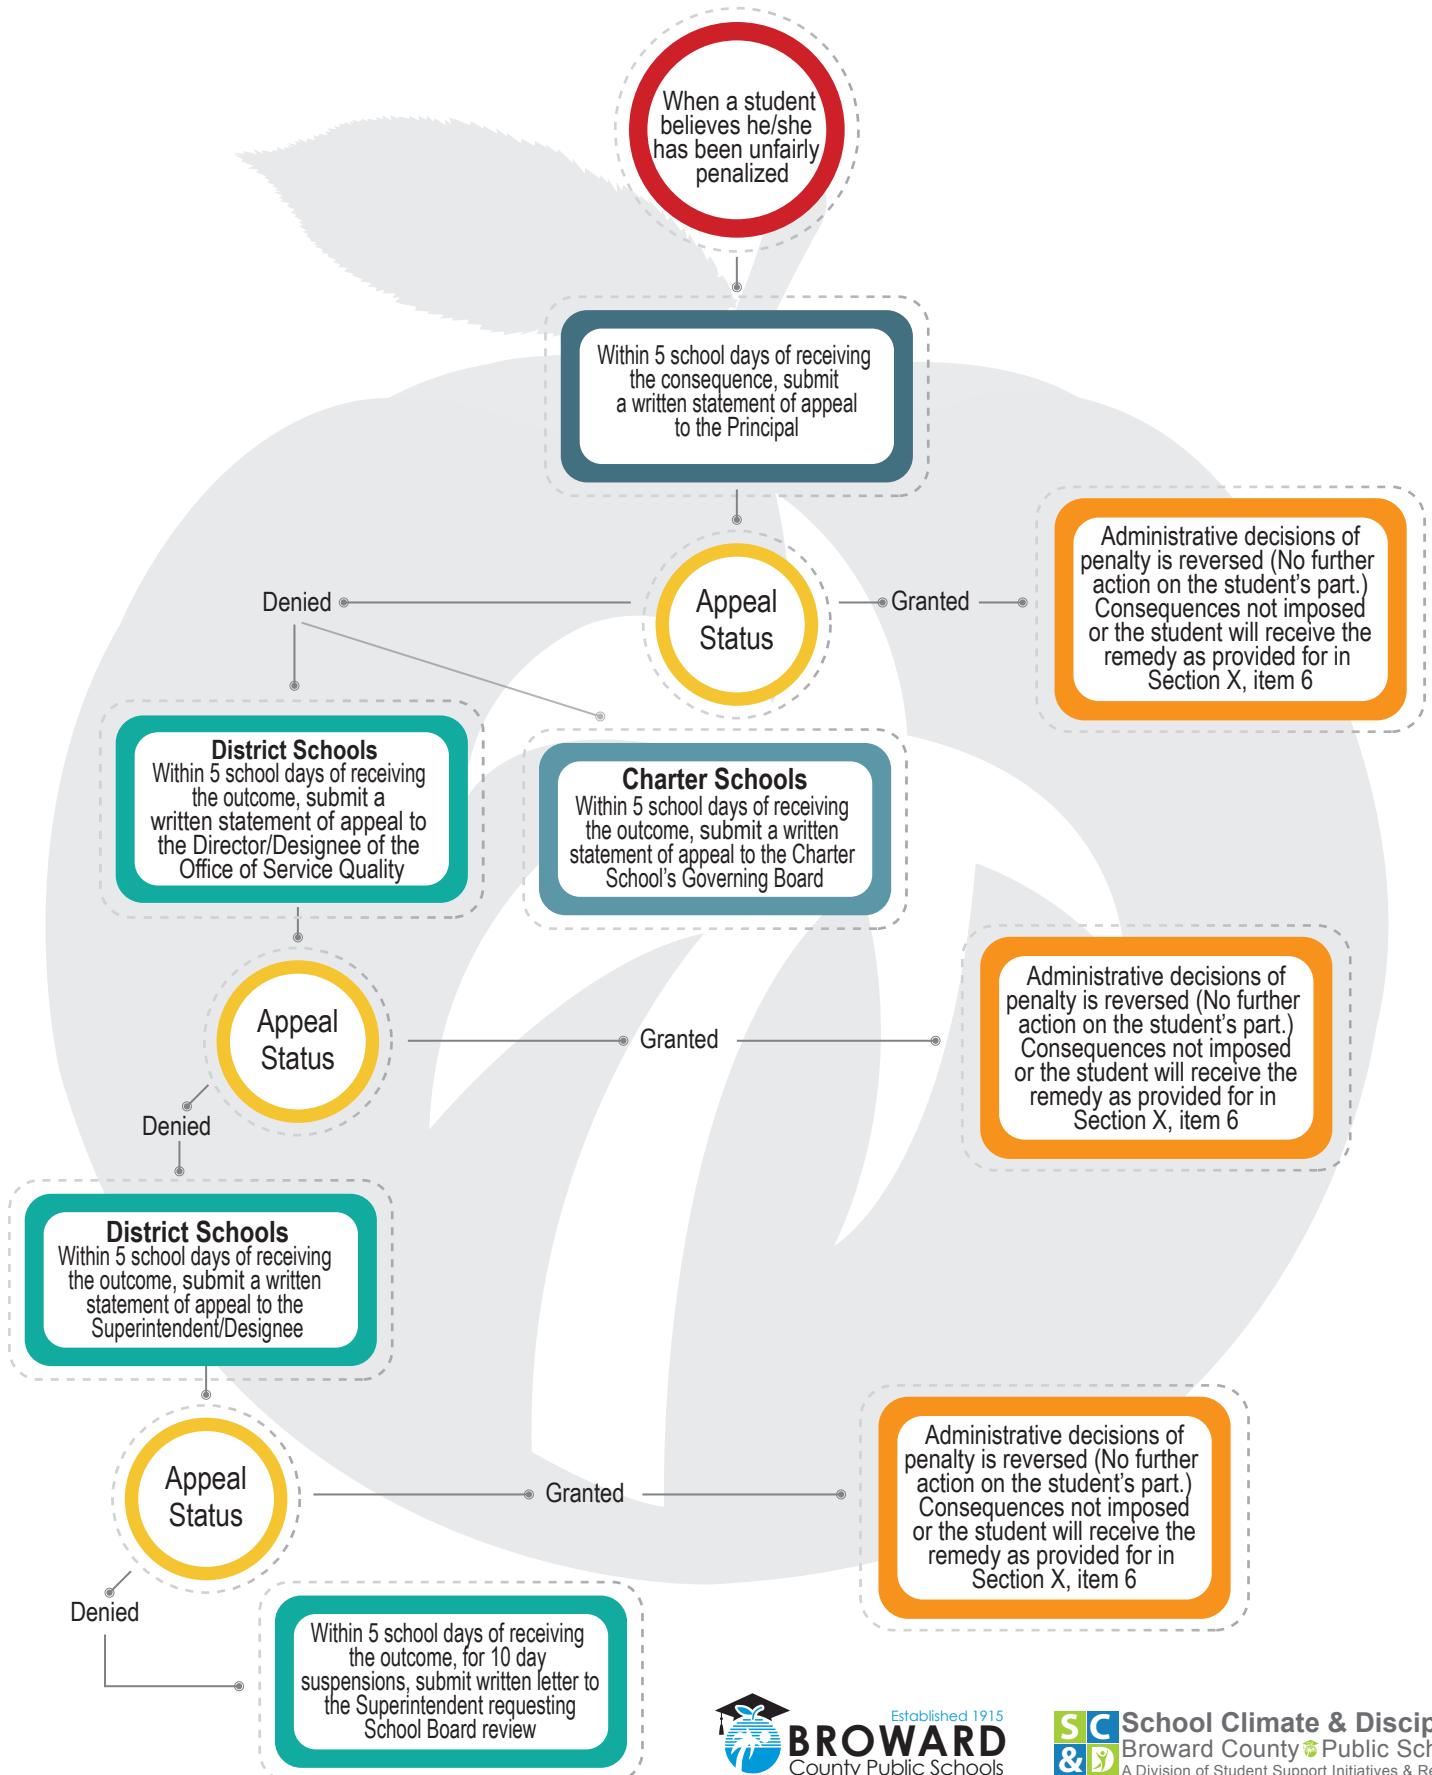 When a student
believes he/she
has been unfairly
penalized
Within 5 school days of receiving
the consequence, submit
a written statement of appeal
to the Principal
Appeal
Status
Denied
Granted
Administrative decisions of
penalty is reversed (No further
action on the student's part.)
Consequences not imposed
or the student will receive the
remedy as provided for in
Section X, item 6
District Schools
Within 5 school days of receiving
the outcome, submit a
written statement of appeal to
the Director/Designee of the
Office of Service Quality
Charter Schools
Within 5 school days of receiving
the outcome, submit a written
statement of appeal to the Charter
School's Governing Board
Appeal
Status
Granted
Administrative decisions of
penalty is reversed (No further
action on the student's part.)
Consequences not imposed
or the student will receive the
remedy as provided for in
Section X, item 6
Denied
District Schools
Within 5 school days of receiving
the outcome, submit a written
statement of appeal to the
Superintendent/Designee
Appeal
Status
Granted
Administrative decisions of
penalty is reversed (No further
action on the student's part.)
Consequences not imposed
or the student will receive the
remedy as provided for in
Section X, item 6
Denied
Within 5 school days of receiving
the outcome, for 10 day
suspensions, submit written letter to
the Superintendent requesting
School Board review
Established 1915
BROWARD
County Public Schools
SC
&D
School Climate & Discip
Broward County Public Sch
A Division of Student Support Initiatives & Re